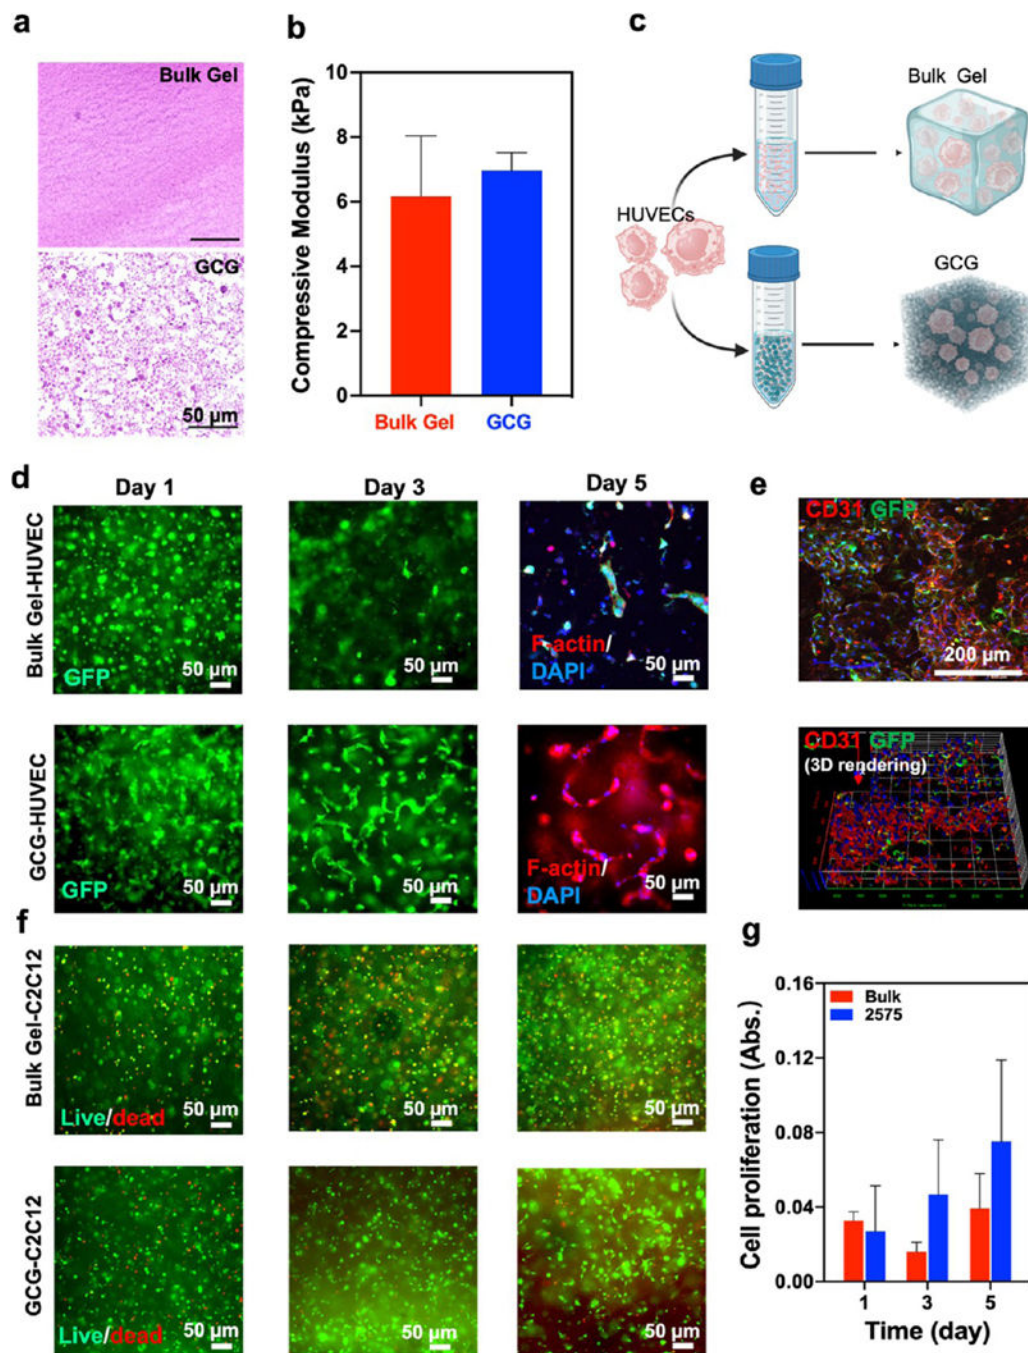 a
Bulk Gel
GCG
50 µm
b
Compressive Modulus (kPa)
10
8
6
4
2
0
Bulk Gel
GCG
c
HUVECs
Bulk Gel
GCG
d
Day 1
Day 3
Day 5
Bulk Gel-HUVEC
GFP
50 µm
50 µm
F-actin/
DAPI
50 µm
GCG-HUVEC
GFP
50 µm
50 µm
F-actin/
DAPI
50 µm
e
CD31 GFP
200 µm
CD31 GFP
(3D rendering)
f
Bulk Gel-C2C12
Live/dead
50 µm
50 µm
50 µm
GCG-C2C12
Live/dead
50 µm
50 µm
50 µm
g
Cell proliferation (Abs.)
0.16
0.12
0.08
0.04
0.00
Bulk
2575
1
3
5
Time (day)